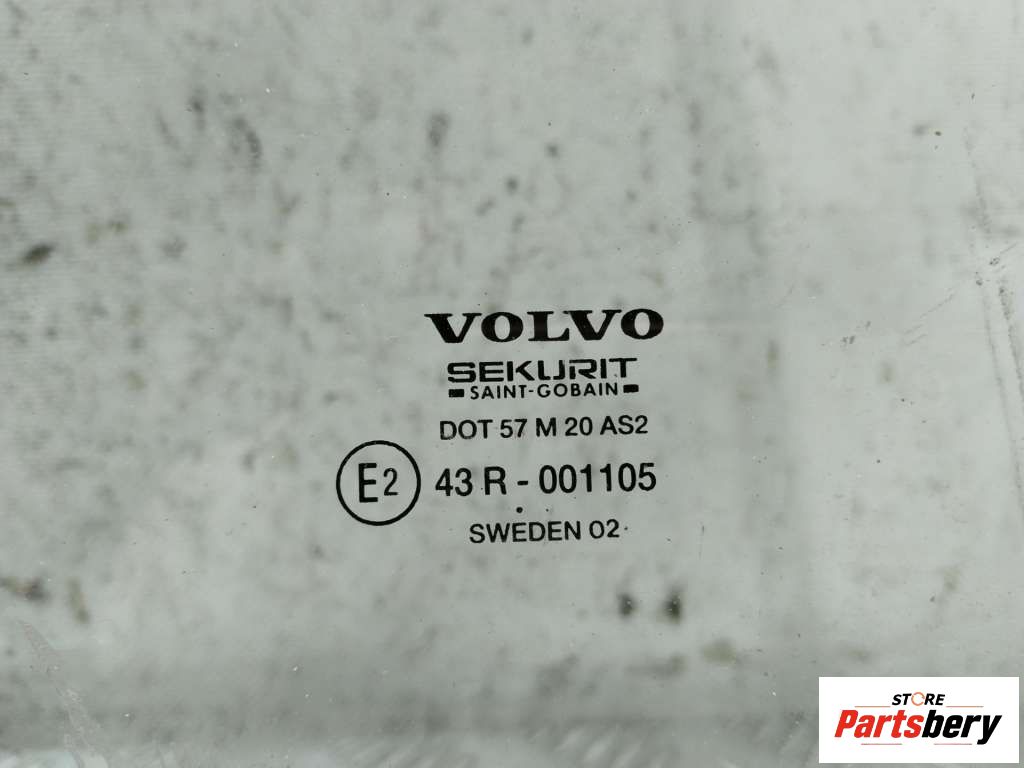 VOLVO
SEKURIT
SAINT-GOBAIN
DOT 57 M 20 AS2
E2 43 R - 001105
SWEDEN 02
STORE
Partsbery